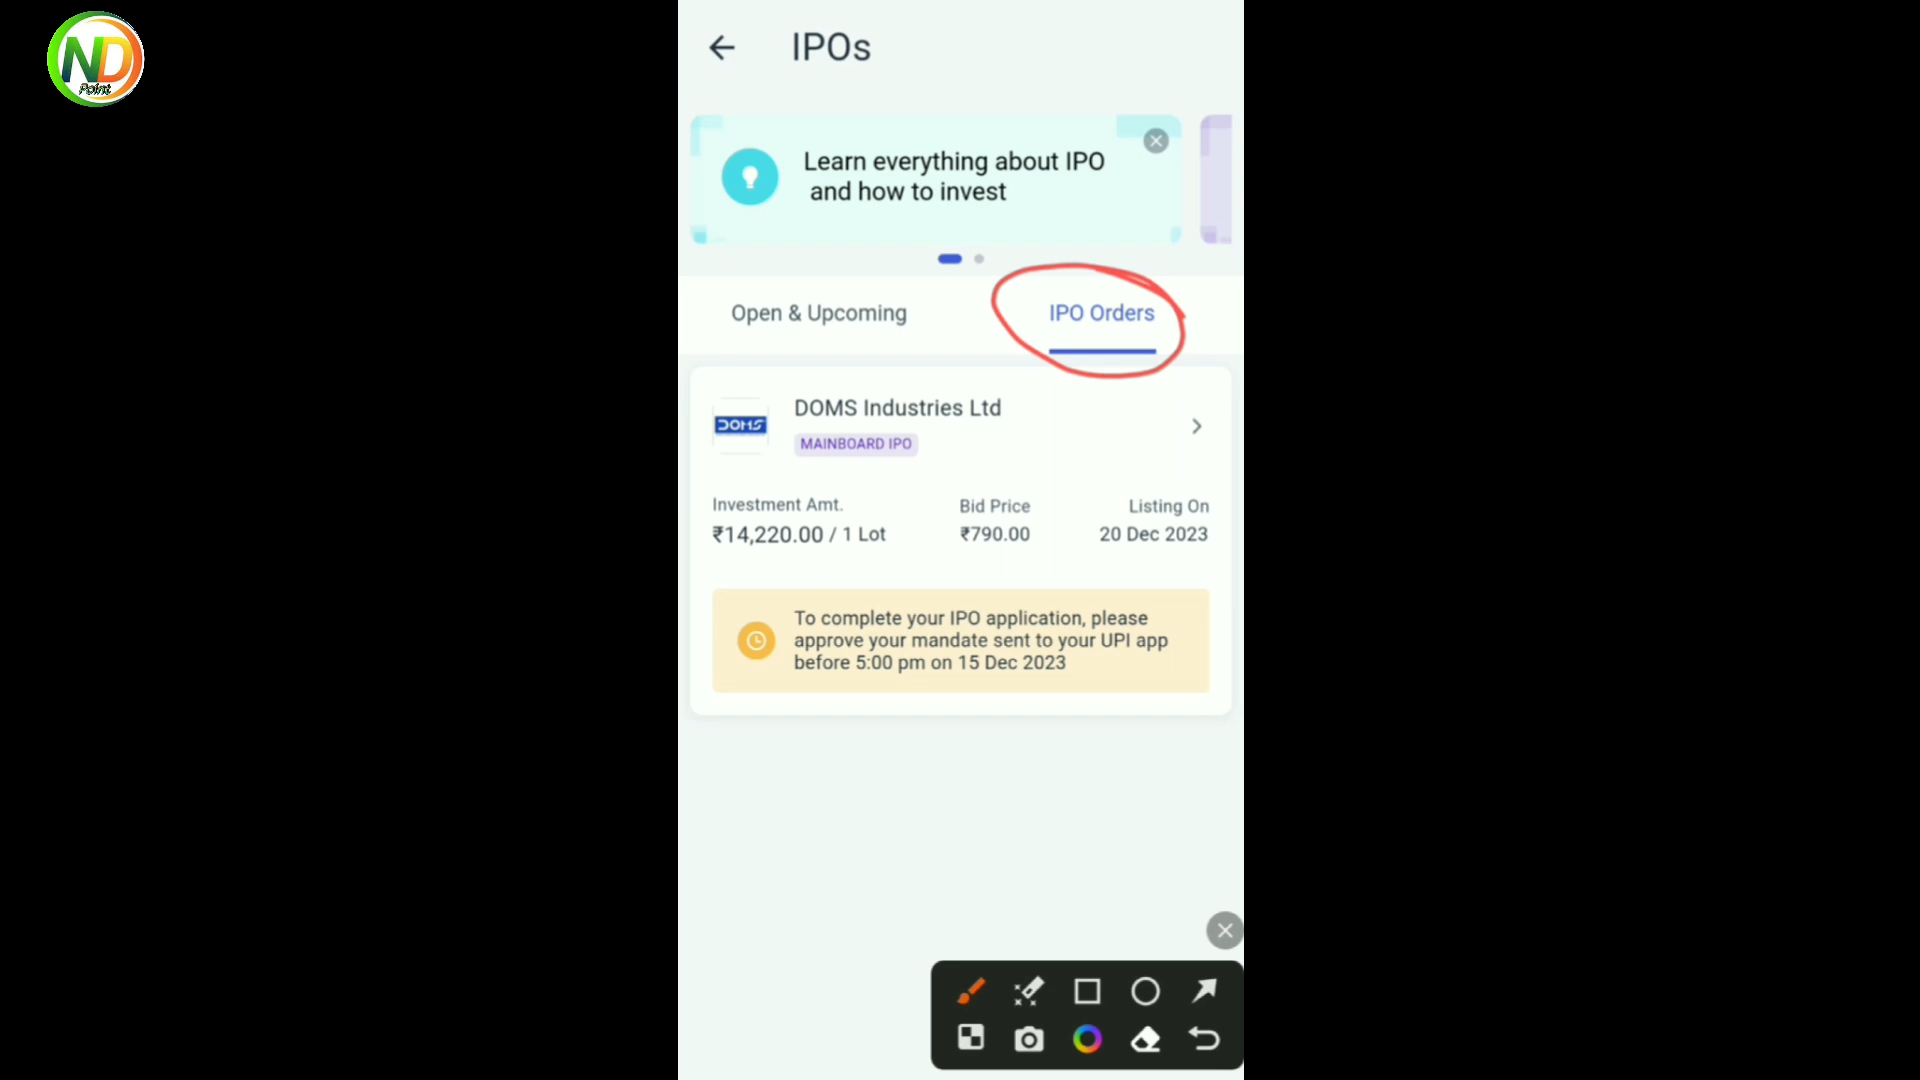 ND
Point
IPOs
Learn everything about IPO
and how to invest
Open & Upcoming
IPO Orders
DOMS
DOMS Industries Ltd
MAINBOARD IPO
Investment Amt.
₹14,220.00 / 1 Lot
Bid Price
₹790.00
Listing On
20 Dec 2023
To complete your IPO application, please
approve your mandate sent to your UPI app
before 5:00 pm on 15 Dec 2023